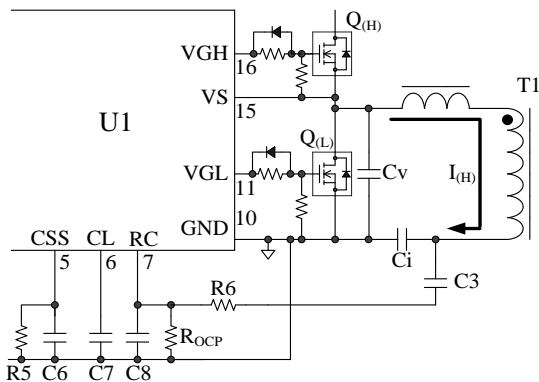 Q(H)
VGH
16
T1
VS
15
U1
Q(L)
VGL
11
Cv
I(H)
10
GND
CSS
CL
RC
5
6
7
Ci
C3
R6
ROCP
R5
C6
C7
C8